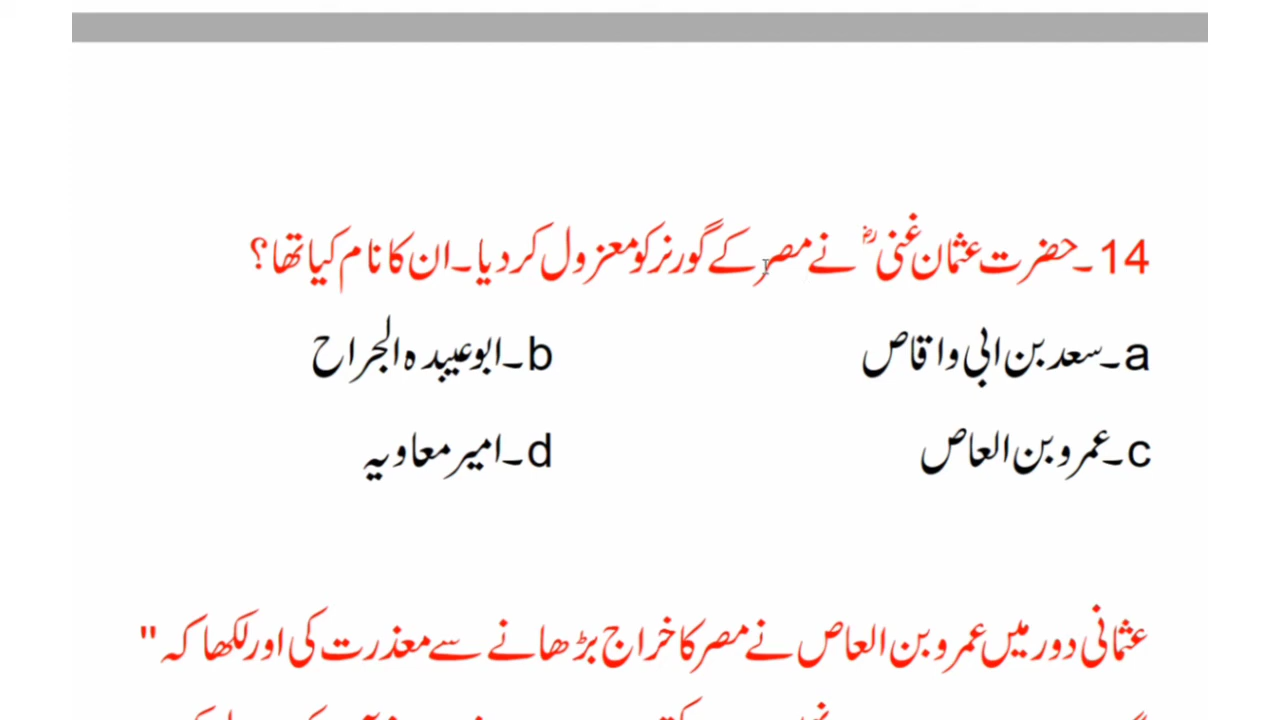 14۔حضرت عثمان غنیؓ نے مصر کے گورنر کو معزول کر دیا۔ ان کا نام کیا تھا؟
a۔سعد بن ابی واقاص
b۔ابو عیبدہ الجراح
c۔عمرو بن العاص
d۔امیر معاویہ
عثمانی دور میں عمرو بن العاص نے مصر کا خراج بڑھانے سے معذرت کی اور لکھا کہ "